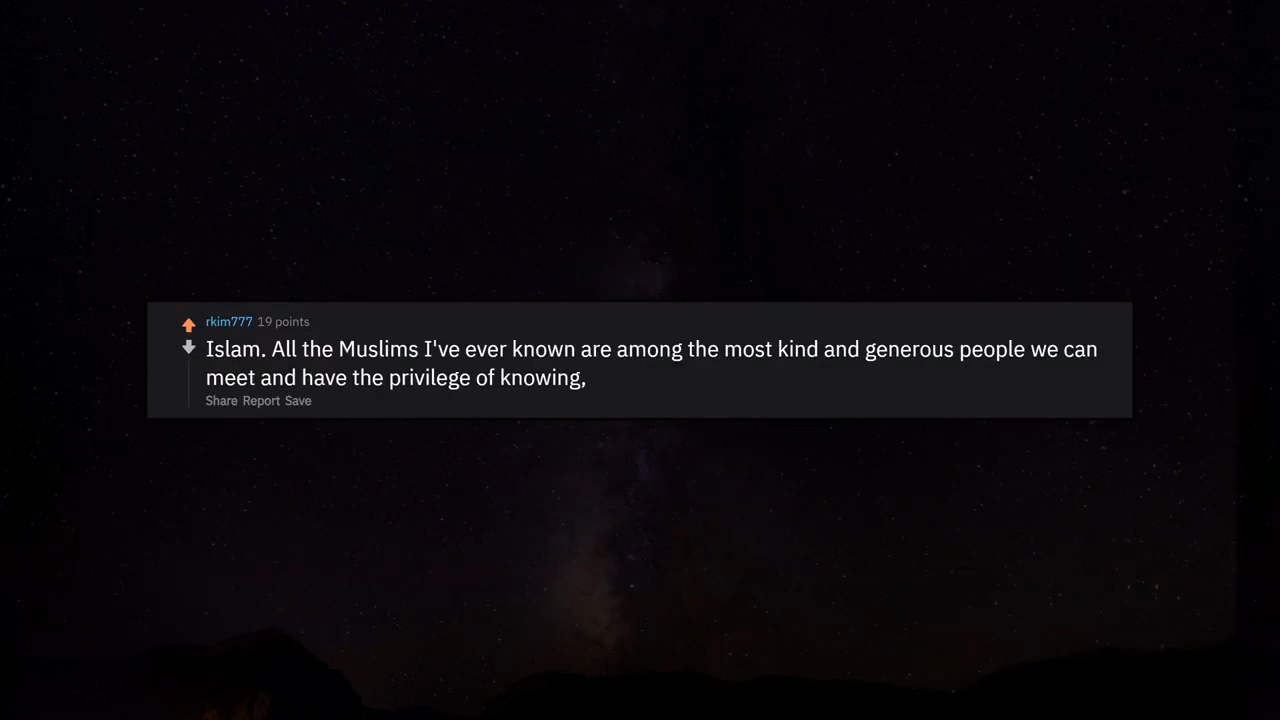 rkim777 19 points
Islam. All the Muslims I've ever known are among the most kind and generous people we can
meet and have the privilege of knowing,
Share Report Save